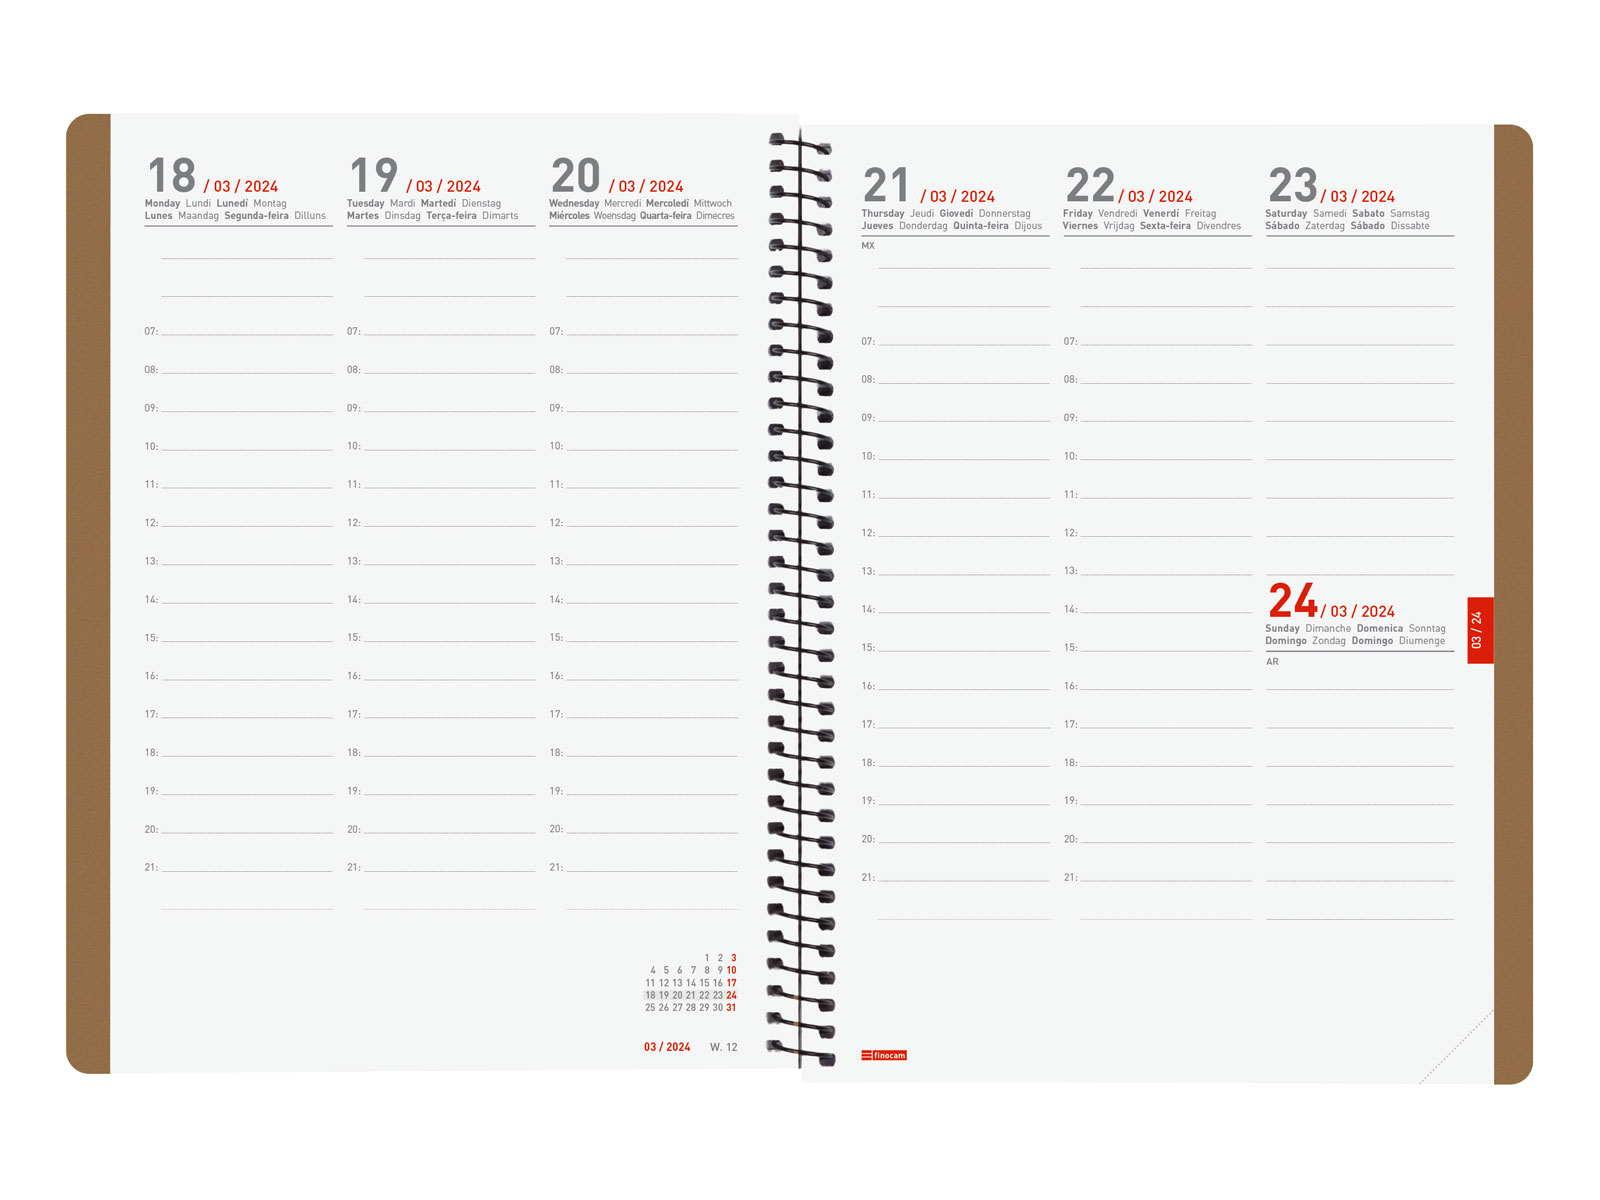 18 / 03 / 2024
Monday Lundi Lunedí Montag
Lunes Maandag Segunda-feira Dilluns
07:
08:
09:
10:
11:
12:
13:
14:
15:
16:
17:
18:
19:
20:
21:
19 / 03 / 2024
Tuesday Mardi Martedí Dienstag
Martes Dinsdag Terça-feira Dimarts
07:
08:
09:
10:
11:
12:
13:
14:
15:
16:
17:
18:
19:
20:
21:
20 / 03 / 2024
Wednesday Mercredi Mercoledí Mittwoch
Miércoles Woensdag Quarta-feira Dimecres
07:
08:
09:
10:
11:
12:
13:
14:
15:
16:
17:
18:
19:
20:
21:
1 2 3
4 5 6 7 8 9 10
11 12 13 14 15 16 17
18 19 20 21 22 23 24
25 26 27 28 29 30 31
03 / 2024 W. 12
21 / 03 / 2024
Thursday Jeudi Giovedí Donnerstag
Jueves Donderdag Quinta-feira Dijous
MX
07:
08:
09:
10:
11:
12:
13:
14:
15:
16:
17:
18:
19:
20:
21:
22 / 03 / 2024
Friday Vendredi Venerdí Freitag
Viernes Vrijdag Sexta-feira Divendres
07:
08:
09:
10:
11:
12:
13:
14:
15:
16:
17:
18:
19:
20:
21:
23 / 03 / 2024
Saturday Samedi Sabato Samstag
Sábado Zaterdag Sábado Dissabte
24 / 03 / 2024
Sunday Dimanche Domenica Sonntag
Domingo Zondag Domingo Diumenge
AR
03 / 24
finocam